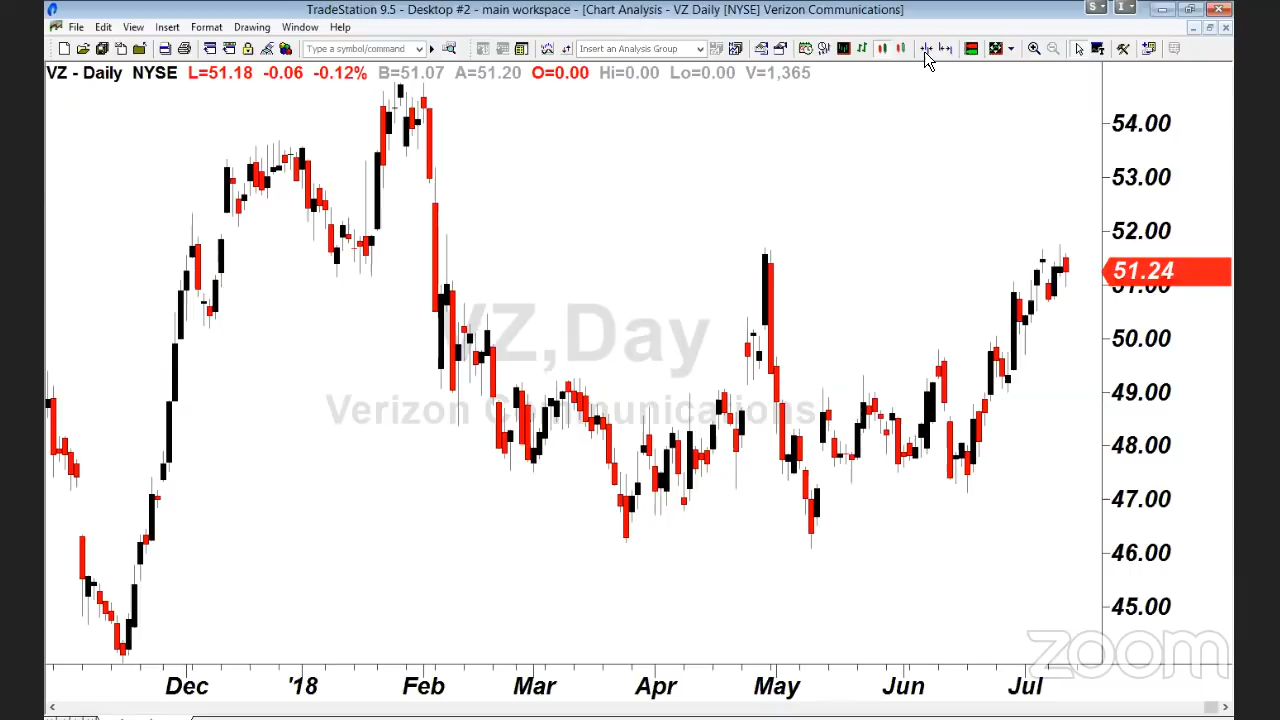 TradeStation 9.5 - Desktop #2 - main workspace - [Chart Analysis - VZ Daily [NYSE] Verizon Communications]
S I
File Edit View Insert Format Drawing Window Help
Type a symbol/command Insert an Analysis Group
VZ - Daily NYSE L=51.18 -0.06 -0.12% B=51.07 A=51.20 O=0.00 Hi=0.00 Lo=0.00 V=1,365
54.00
53.00
52.00
51.24
51.00
50.00
49.00
48.00
47.00
46.00
45.00
VZ,Day
Verizon Communications
zoom
Dec '18 Feb Mar Apr May Jun Jul